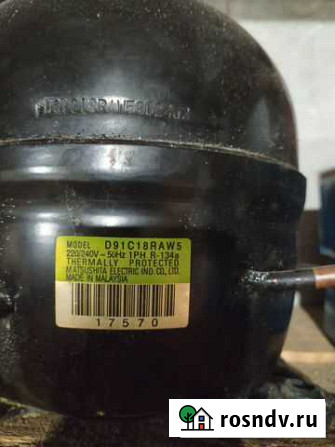 MODEL D91C18RAW5
220/240V ~ 50Hz 1PH R-134a
THERMALLY PROTECTED
MATSUSHITA ELECTRIC IND. CO., LTD.
MADE IN MALAYSIA
17570
rosndv.ru